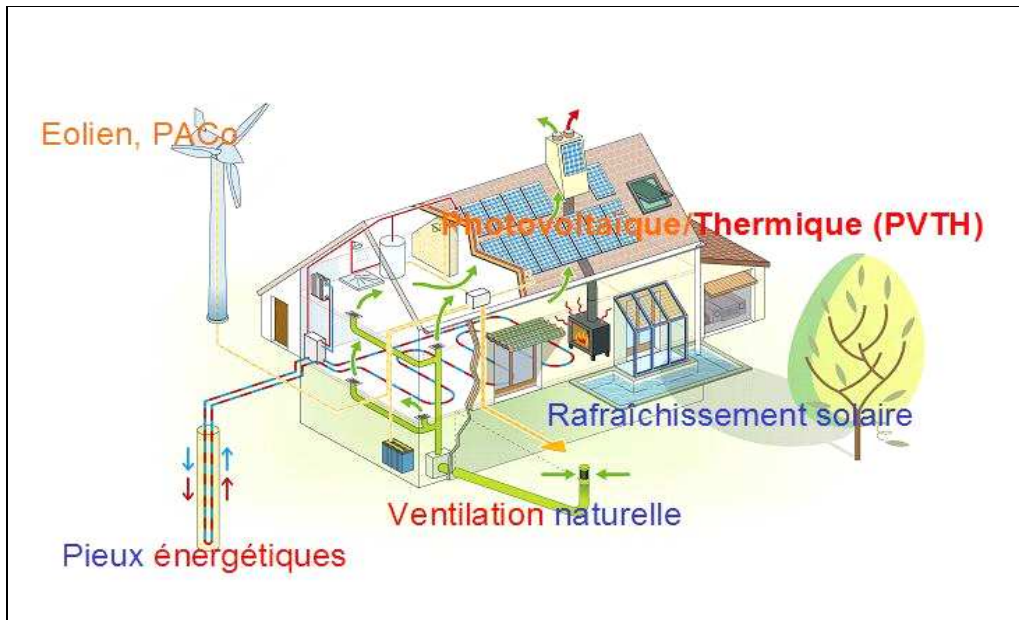 Eolien, PACo
Photovoltaïque/Thermique (PVTH)
Rafraîchissement solaire
Ventilation naturelle
Pieux énergétiques